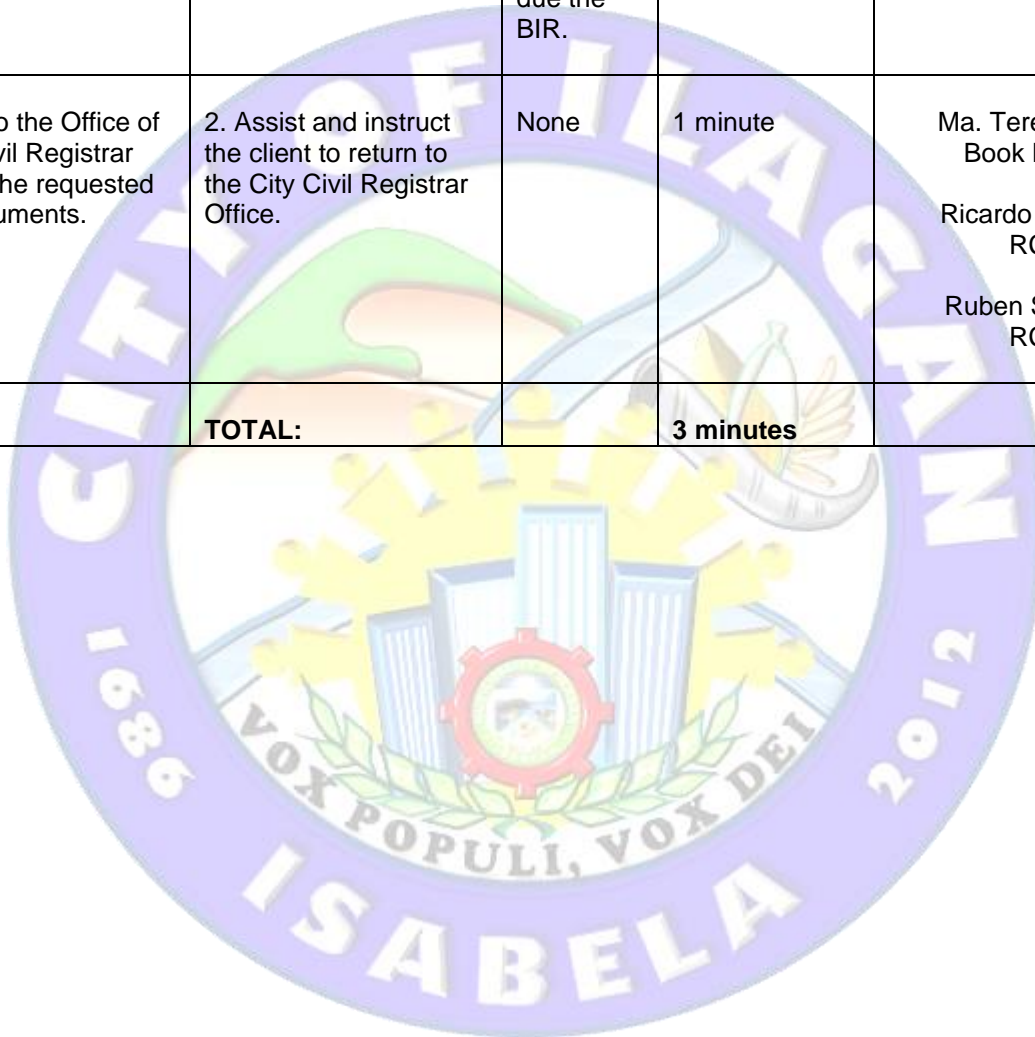 due the
BIR.
o the Office of
vil Registrar
he requested
uments.
2. Assist and instruct
the client to return to
the City Civil Registrar
Office.
None
1 minute
Ma. Tere
Book
Ricardo
RO
Ruben S
RO
TOTAL:
3 minutes
CITY OF ILAGAN
1686
2012
VOX POPULI, VOX DEI
ISABELA